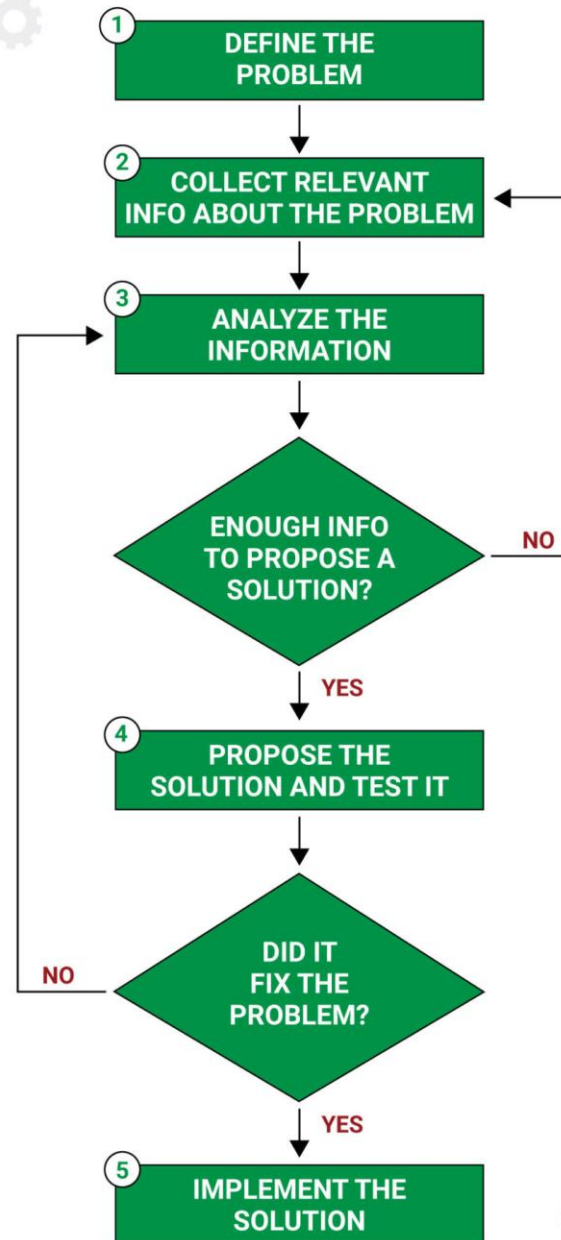 1
DEFINE THE
PROBLEM
2
COLLECT RELEVANT
INFO ABOUT THE PROBLEM
3
ANALYZE THE
INFORMATION
ENOUGH INFO
TO PROPOSE A
SOLUTION?
NO
YES
4
PROPOSE THE
SOLUTION AND TEST IT
DID IT
FIX THE
PROBLEM?
NO
YES
5
IMPLEMENT THE
SOLUTION